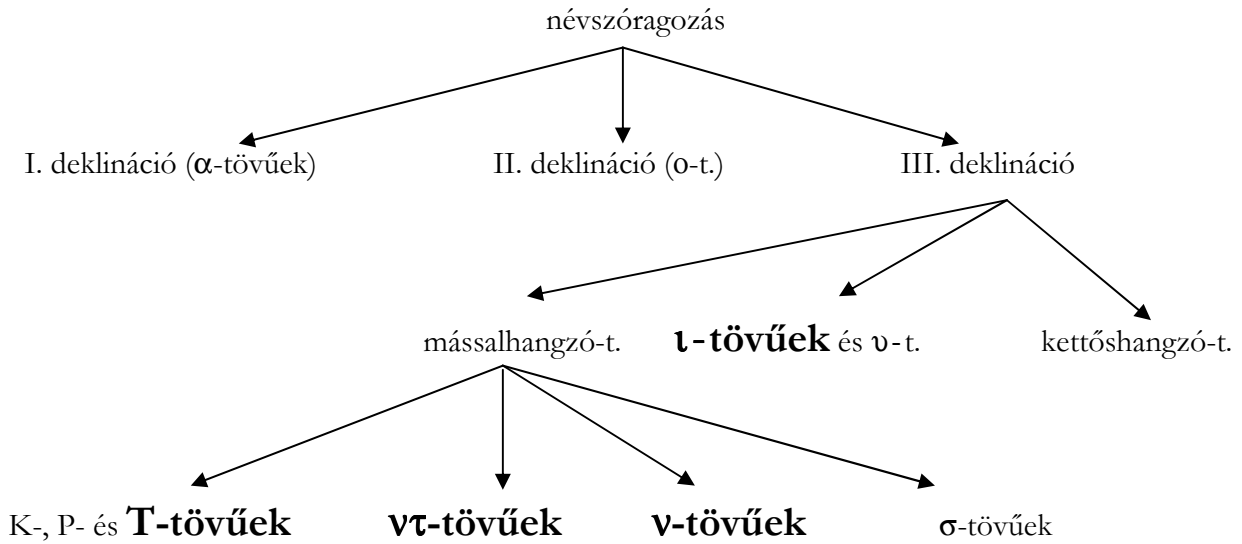 névszóragozás
I. deklináció (α-tövűek) II. deklináció (ο-t.) III. deklináció
mássalhangzó-t. ι-tövűek és υ-t. kettőshangzó-t.
K-, P- és T-tövűek ντ-tövűek ν-tövűek σ-tövűek